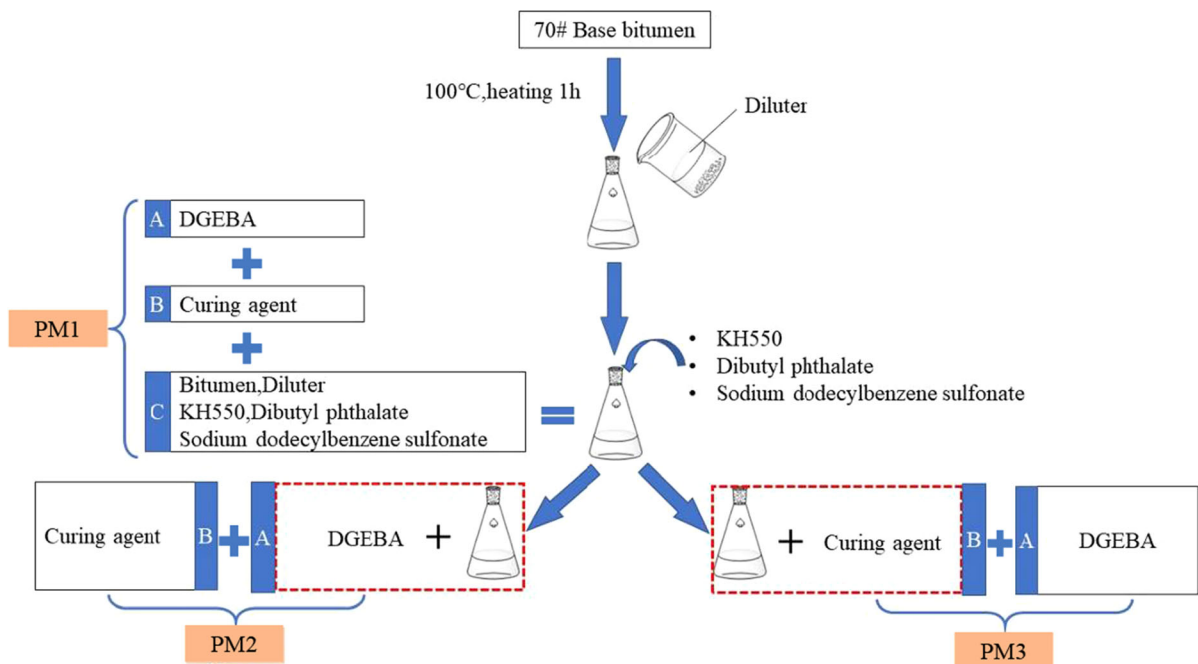 70# Base bitumen
100℃,heating 1h
Diluter
A DGEBA
B Curing agent
PM1
C Bitumen,Diluter
KH550,Dibutyl phthalate
Sodium dodecylbenzene sulfonate
• KH550
• Dibutyl phthalate
• Sodium dodecylbenzene sulfonate
Curing agent B + A DGEBA +
+ Curing agent B + A DGEBA
PM2
PM3